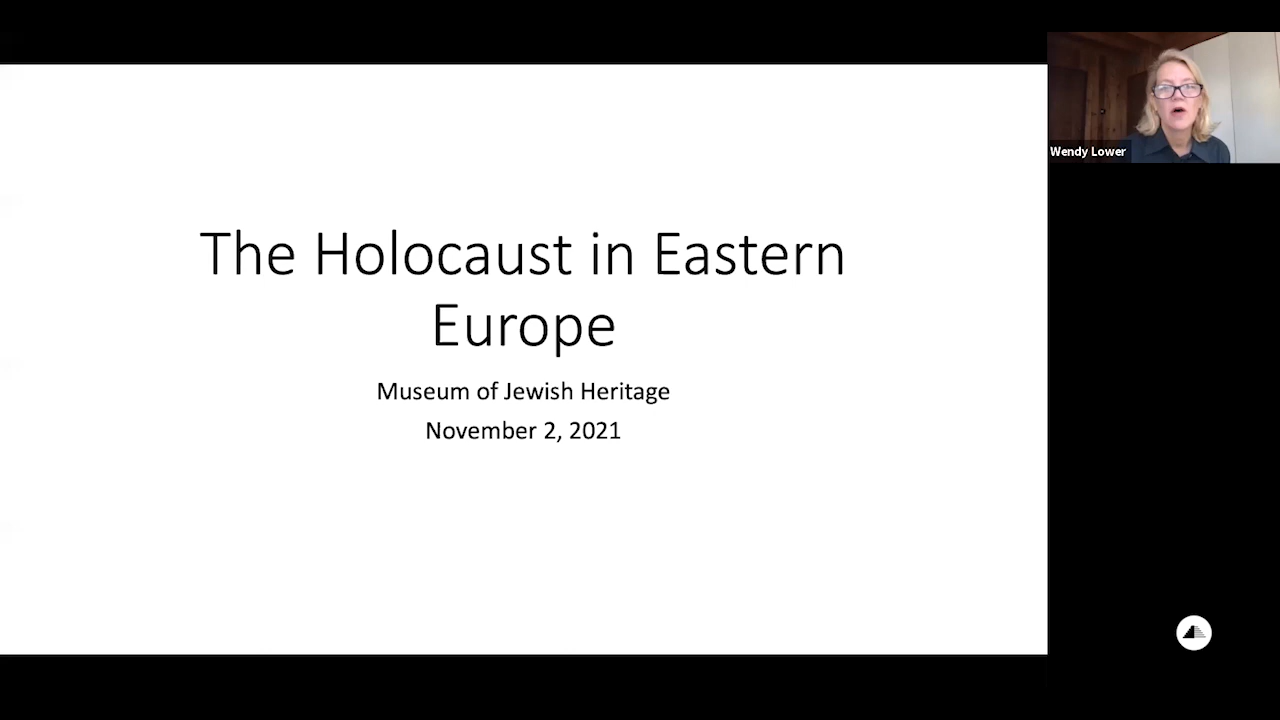 The Holocaust in Eastern
Europe
Museum of Jewish Heritage
November 2, 2021
Wendy Lower